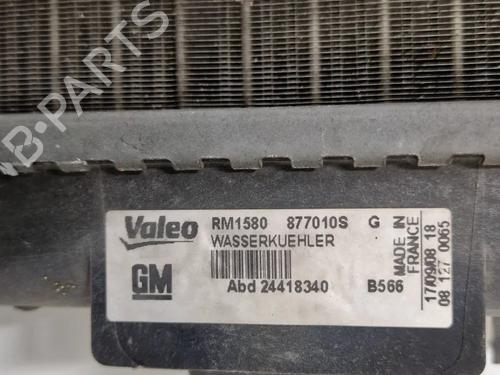 B-PARTS
Valeo RM1580 877010S G
WASSERKUEHLER
GM Abd 24418340 B566
MADE IN
FRANCE
17/09/08 18
08 127 0065